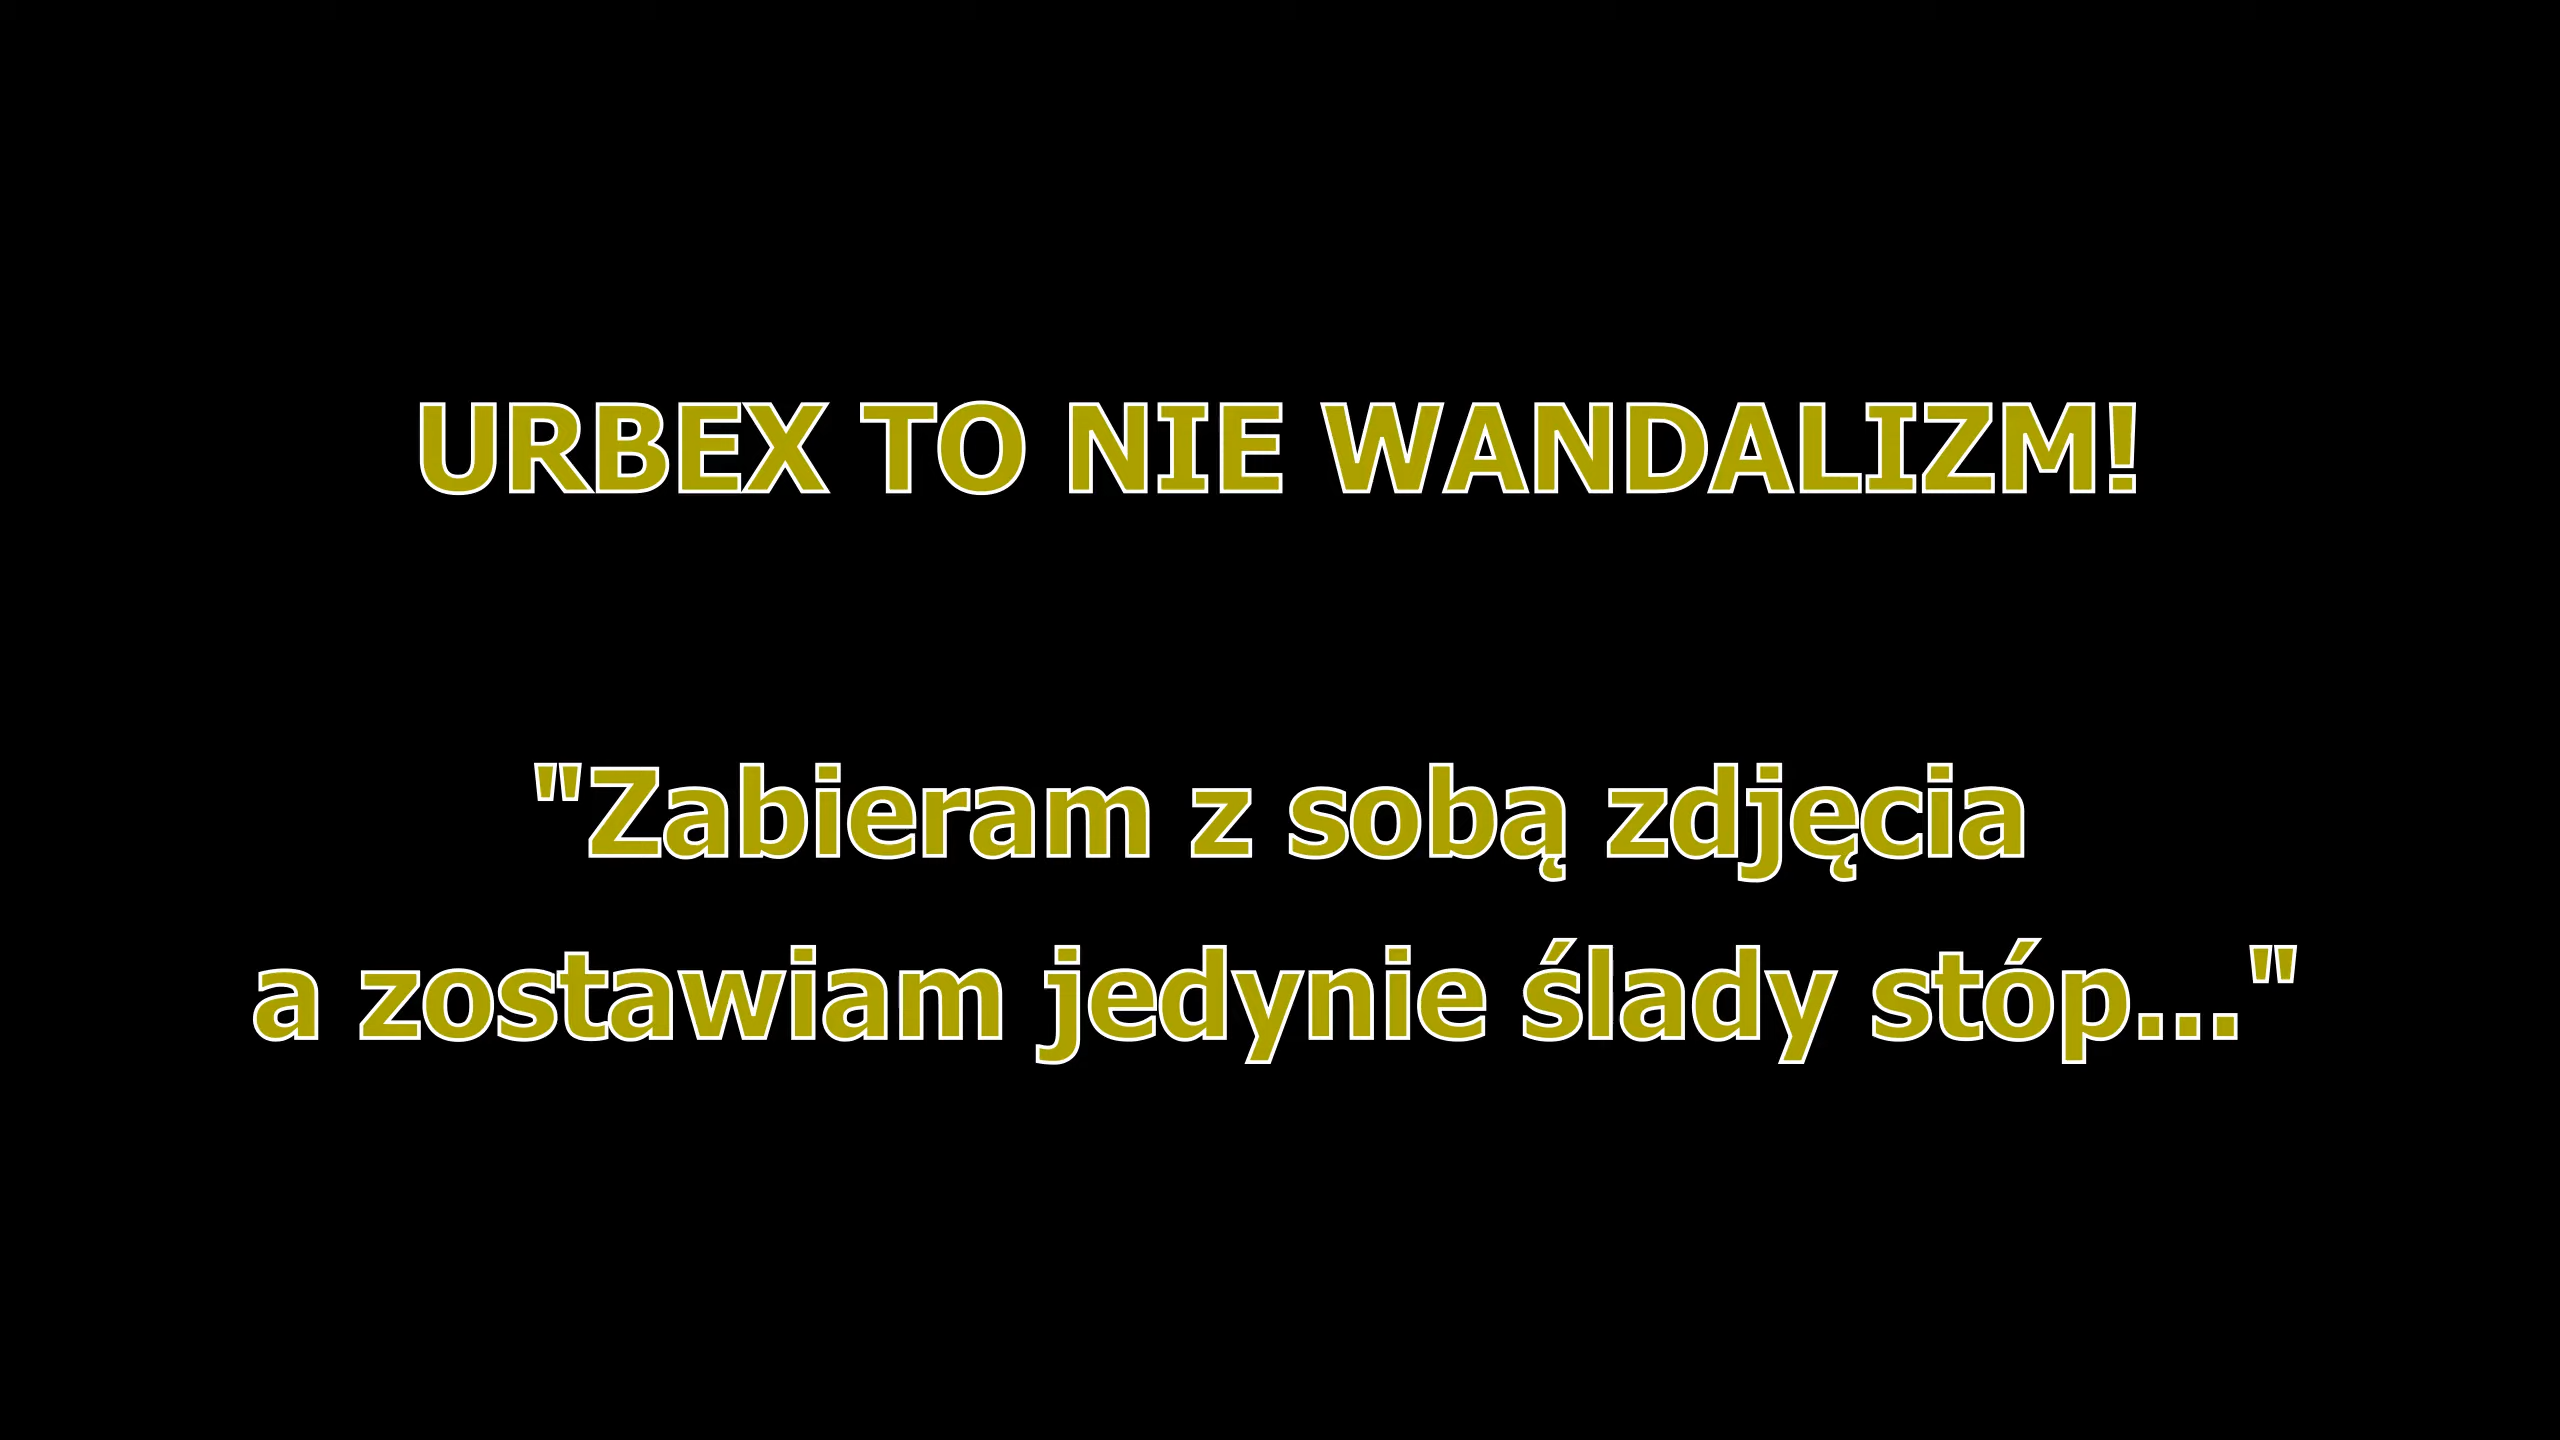 URBEX TO NIE WANDALIZM!
"Zabieram z sobą zdjęcia
a zostawiam jedynie ślady stóp..."